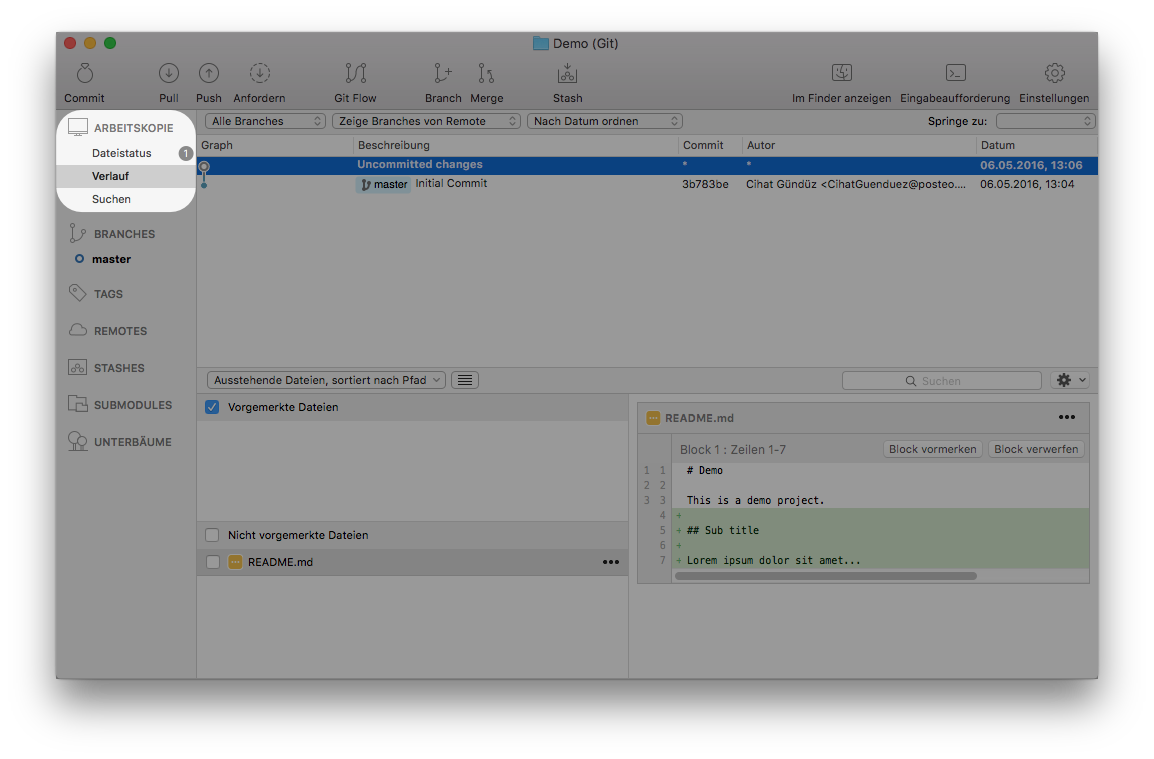 Demo (Git)
Commit Pull Push Anfordern Git Flow Branch Merge Stash Im Finder anzeigen Eingabeaufforderung Einstellungen
ARBEITSKOPIE
Dateistatus 1
Verlauf
Suchen
BRANCHES
master
TAGS
REMOTES
STASHES
SUBMODULES
UNTERBÄUME
Alle Branches Zeige Branches von Remote Nach Datum ordnen Springe zu:
Graph Beschreibung Commit Autor Datum
Uncommitted changes * * 06.05.2016, 13:06
master Initial Commit 3b783be Cihat Gündüz <CihatGuenduez@posteo.... 06.05.2016, 13:04
Ausstehende Dateien, sortiert nach Pfad Suchen
Vorgemerkte Dateien
Nicht vorgemerkte Dateien
README.md
README.md
Block 1 : Zeilen 1-7 Block vormerken Block verwerfen
1 1 # Demo
2 2
3 3 This is a demo project.
4 +
5 + ## Sub title
6 +
7 + Lorem ipsum dolor sit amet...